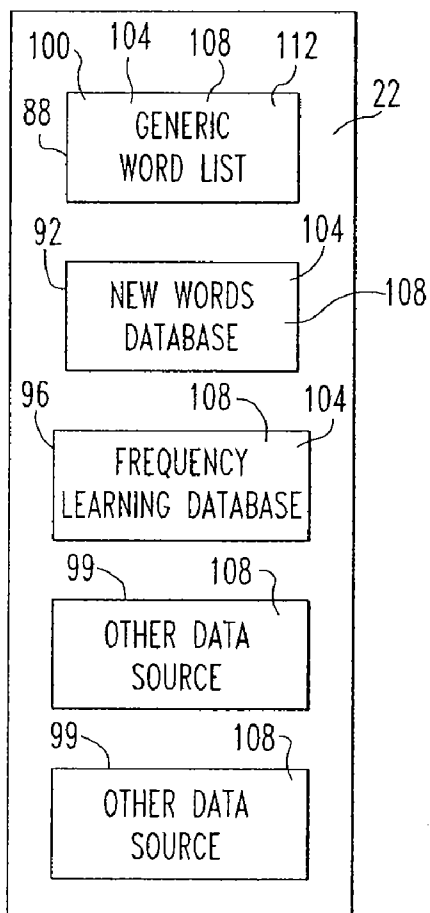 100 104 108 112
22
88
GENERIC
WORD LIST
92
104
NEW WORDS
108
DATABASE
96
108 104
FREQUENCY
LEARNING DATABASE
99 108
OTHER DATA
SOURCE
99 108
OTHER DATA
SOURCE